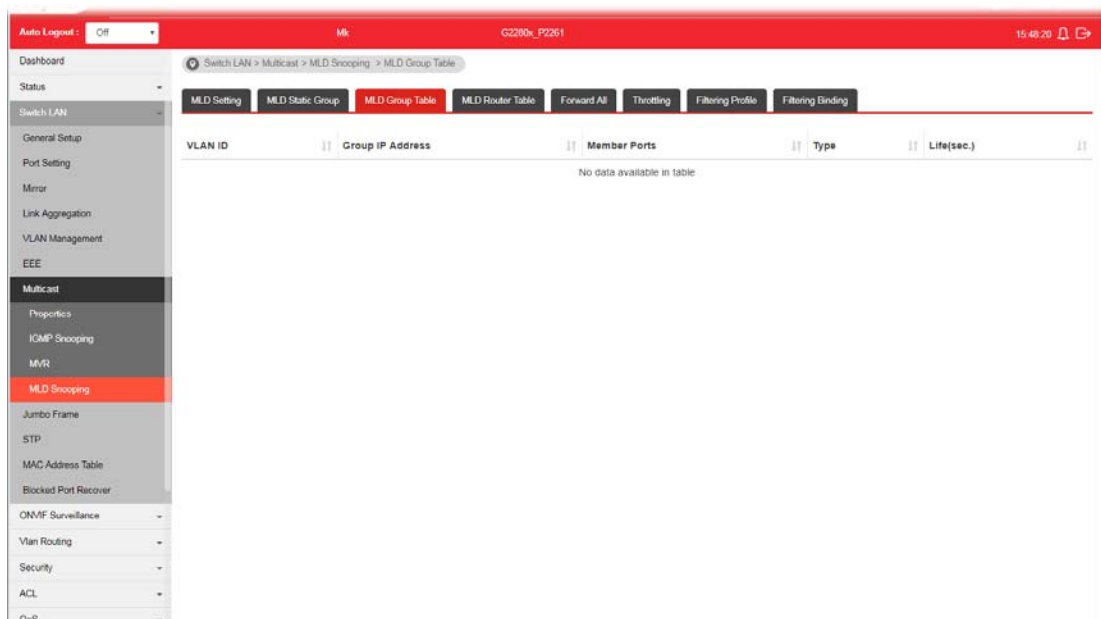 Auto Logout : Off Mk G2280x_P2261 15:48:20
Dashboard
Switch LAN > Multicast > MLD Snooping > MLD Group Table
Status
MLD Setting MLD Static Group MLD Group Table MLD Router Table Forward All Throttling Filtering Profile Filtering Binding
Switch LAN
General Setup
VLAN ID Group IP Address Member Ports Type Life(sec.)
Port Setting
No data available in table
Mirror
Link Aggregation
VLAN Management
EEE
Multicast
Properties
IGMP Snooping
MVR
MLD Snooping
Jumbo Frame
STP
MAC Address Table
Blocked Port Recover
ONVIF Surveillance
Vlan Routing
Security
ACL